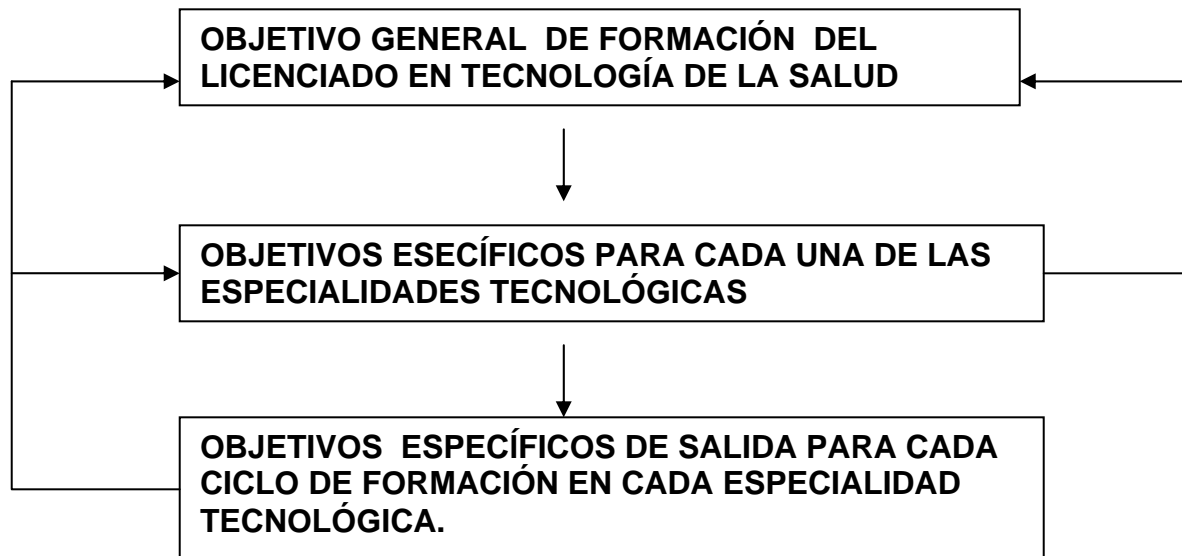 OBJETIVO GENERAL DE FORMACIÓN DEL
LICENCIADO EN TECNOLOGÍA DE LA SALUD
OBJETIVOS ESECÍFICOS PARA CADA UNA DE LAS
ESPECIALIDADES TECNOLÓGICAS
OBJETIVOS ESPECÍFICOS DE SALIDA PARA CADA
CICLO DE FORMACIÓN EN CADA ESPECIALIDAD
TECNOLÓGICA.